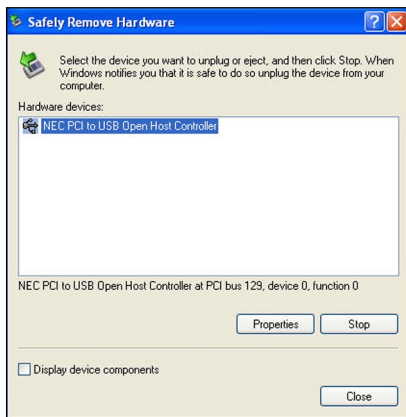 Safely Remove Hardware
Select the device you want to unplug or eject, and then click Stop. When
Windows notifies you that it is safe to do so unplug the device from your
computer.
Hardware devices:
NEC PCI to USB Open Host Controller
NEC PCI to USB Open Host Controller at PCI bus 129, device 0, function 0
Properties
Stop
Display device components
Close